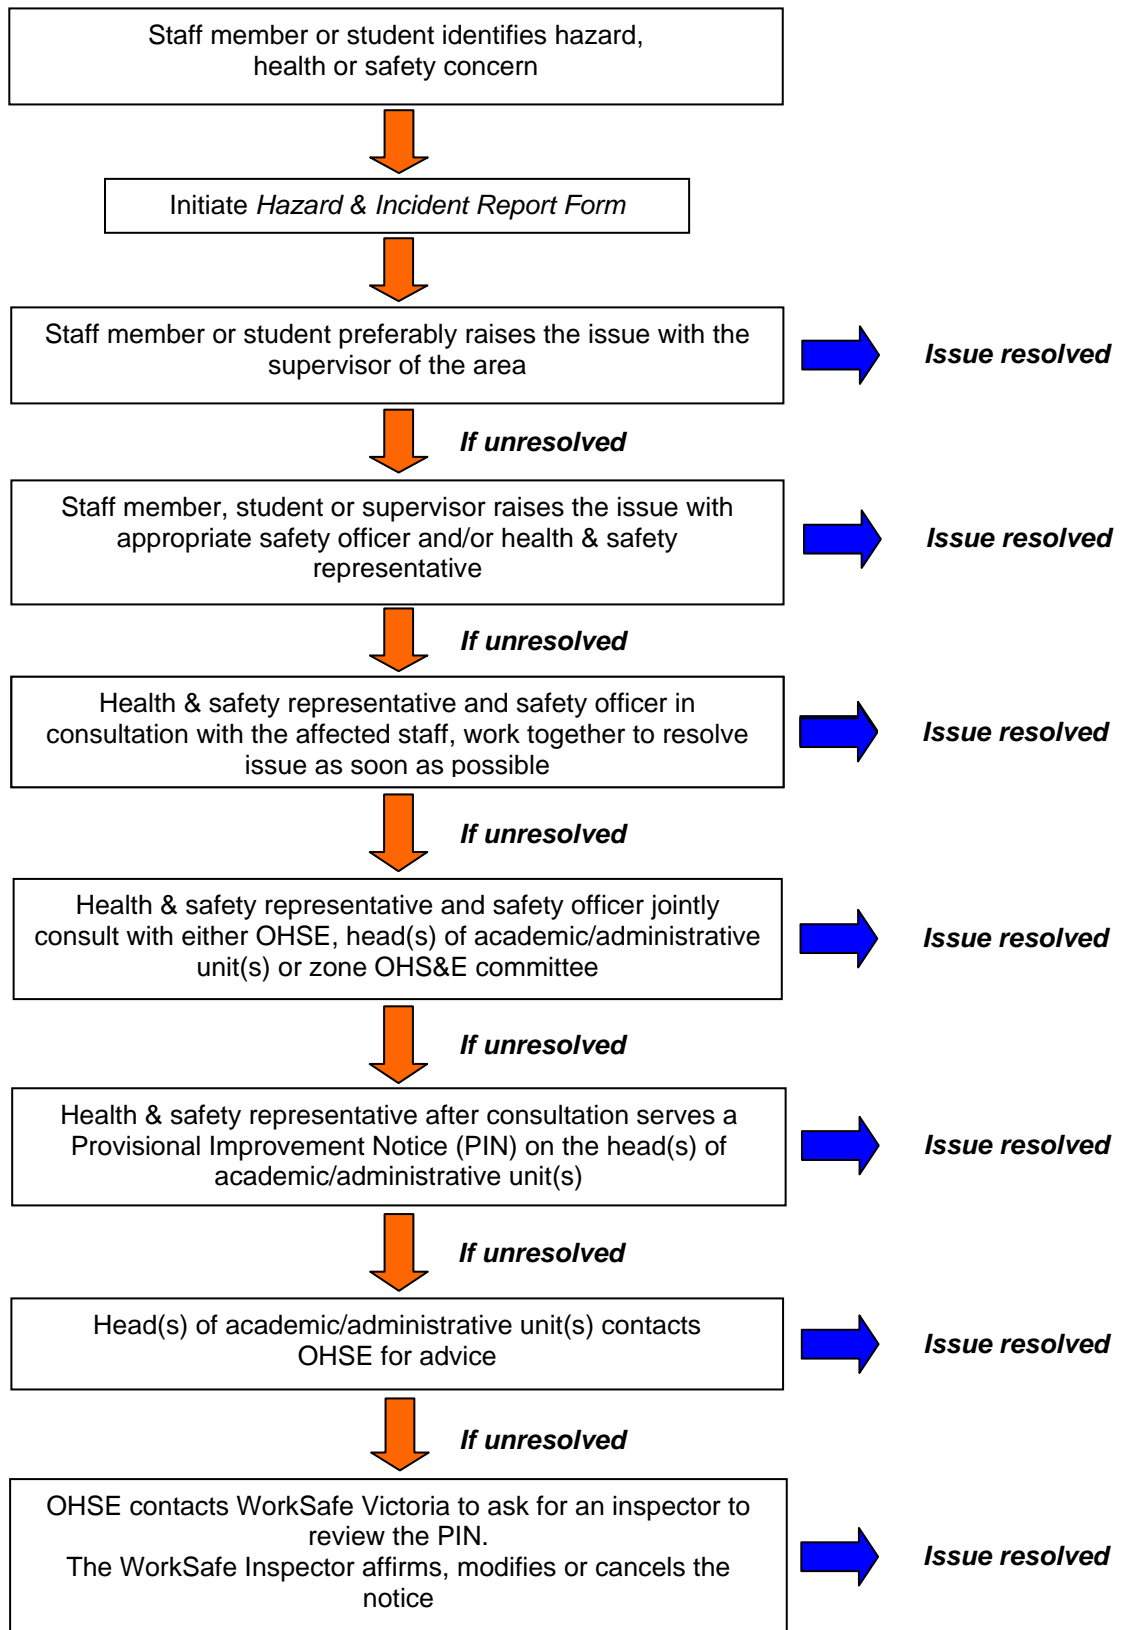 Staff member or student identifies hazard,
health or safety concern
Initiate Hazard & Incident Report Form
Staff member or student preferably raises the issue with the
supervisor of the area
Issue resolved
If unresolved
Staff member, student or supervisor raises the issue with
appropriate safety officer and/or health & safety
representative
Issue resolved
If unresolved
Health & safety representative and safety officer in
consultation with the affected staff, work together to resolve
issue as soon as possible
Issue resolved
If unresolved
Health & safety representative and safety officer jointly
consult with either OHSE, head(s) of academic/administrative
unit(s) or zone OHS&E committee
Issue resolved
If unresolved
Health & safety representative after consultation serves a
Provisional Improvement Notice (PIN) on the head(s) of
academic/administrative unit(s)
Issue resolved
If unresolved
Head(s) of academic/administrative unit(s) contacts
OHSE for advice
Issue resolved
If unresolved
OHSE contacts WorkSafe Victoria to ask for an inspector to
review the PIN.
The WorkSafe Inspector affirms, modifies or cancels the
notice
Issue resolved